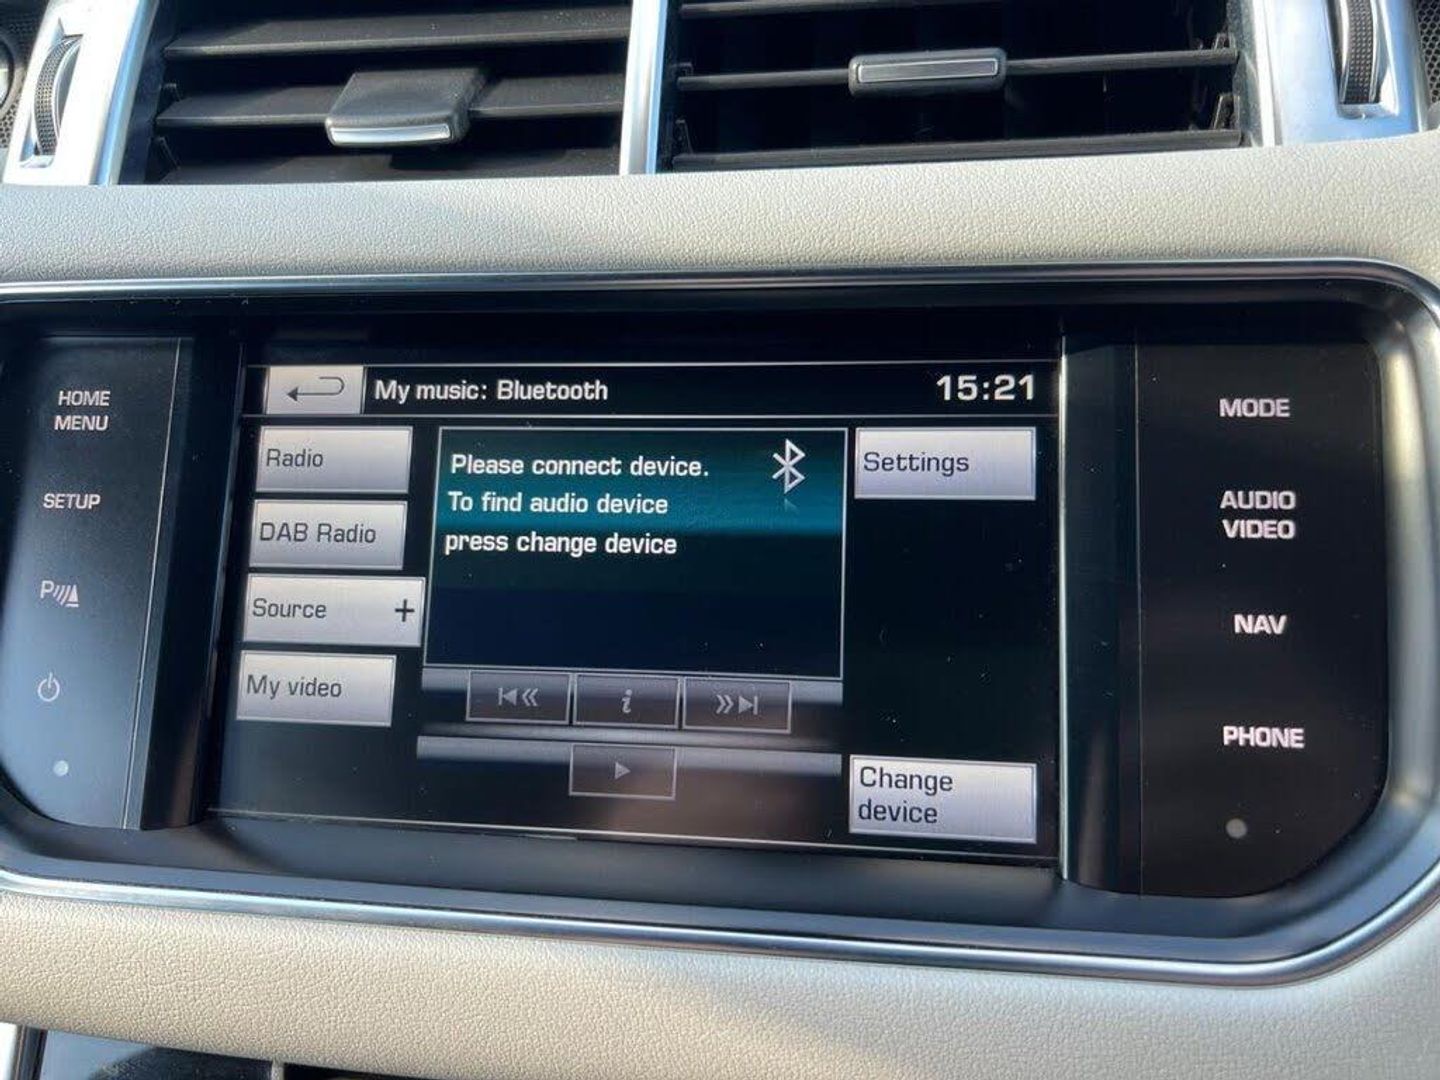 HOME
MENU
SETUP
P
My music: Bluetooth
15:21
Radio
DAB Radio
Source +
My video
Please connect device.
To find audio device
press change device
i
Settings
Change
device
MODE
AUDIO
VIDEO
NAV
PHONE